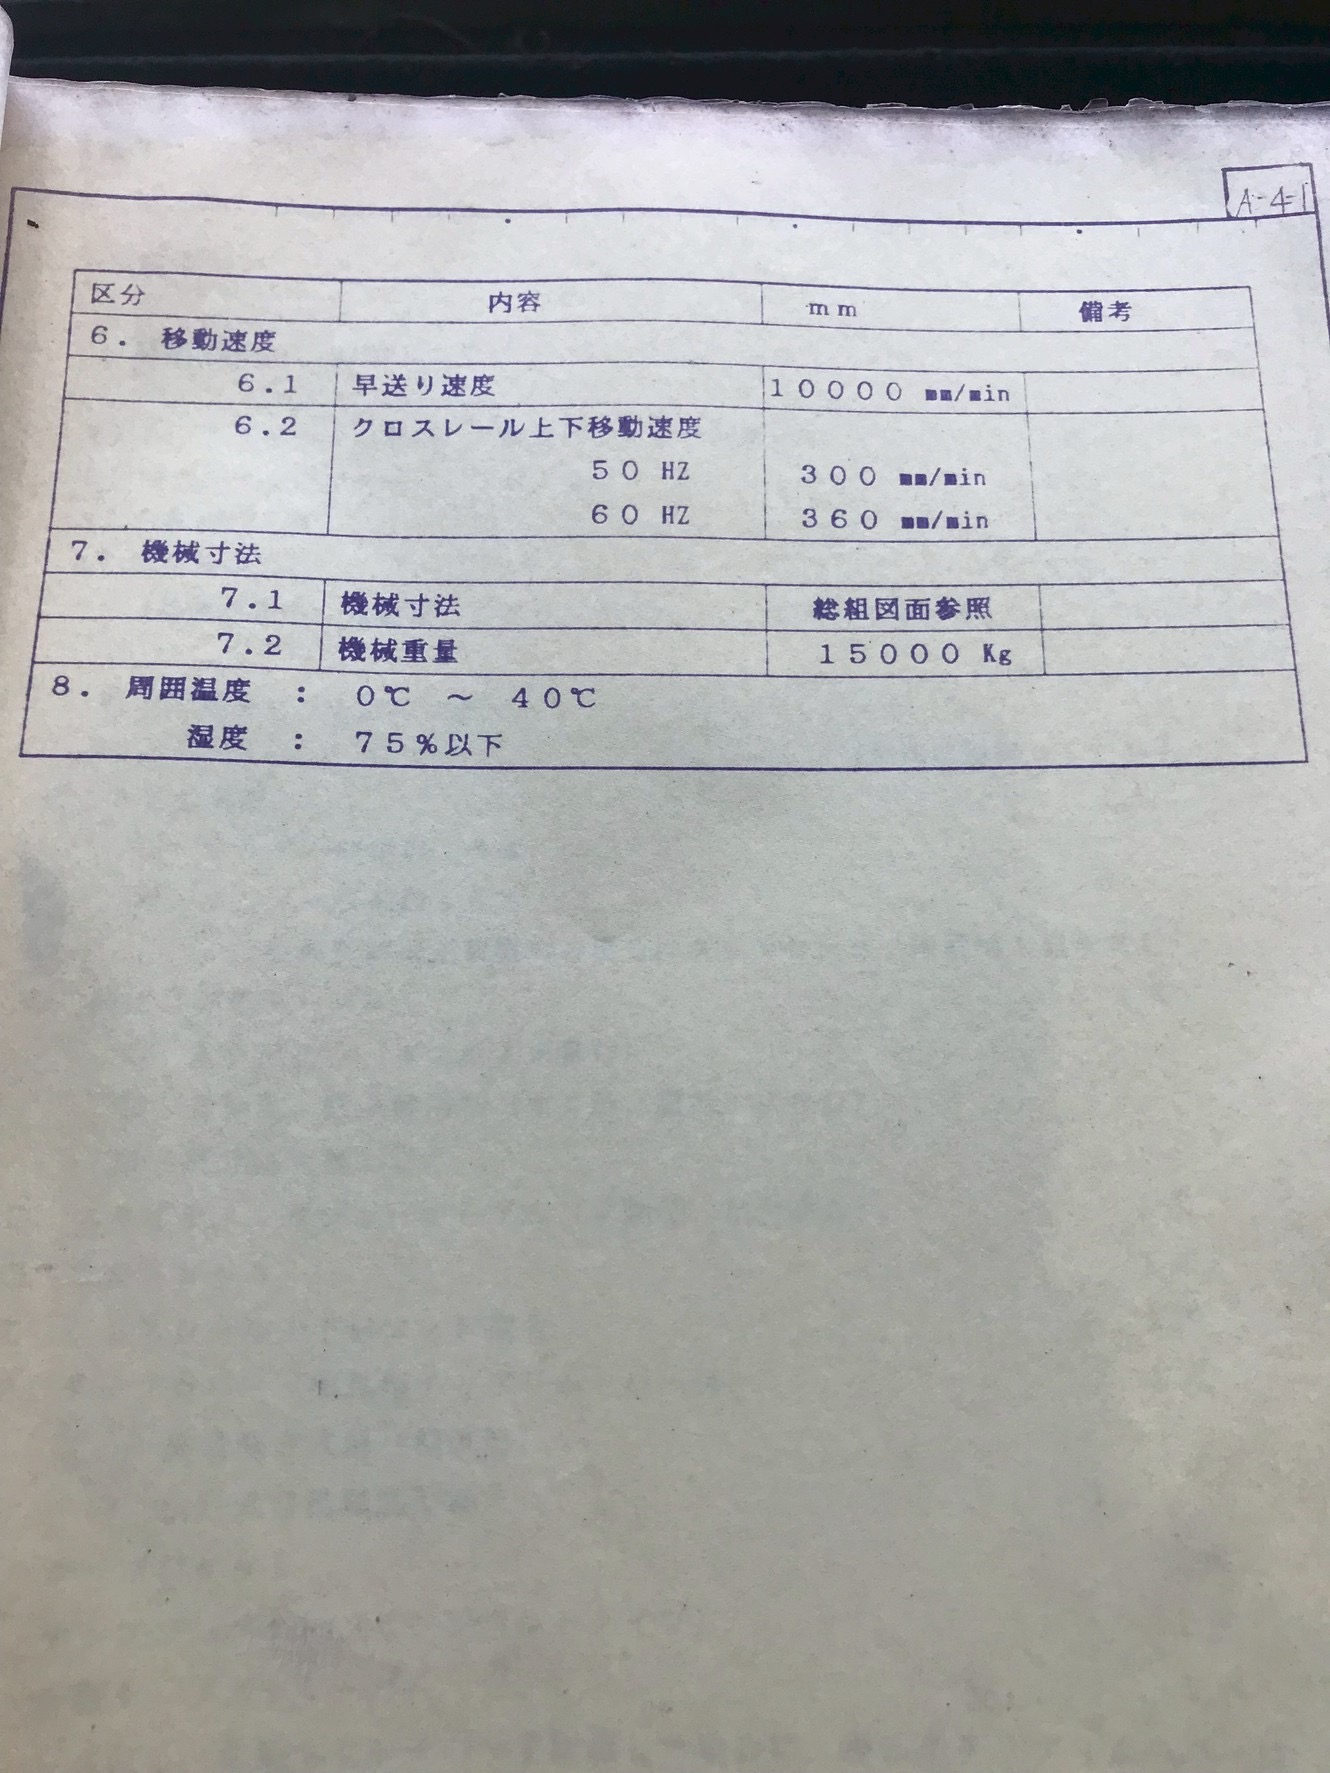 A-4-1
区分 内容 mm 備考
6. 移動速度
6.1 早送り速度 10000 mm/min
6.2 クロスレール上下移動速度
50 HZ 300 mm/min
60 HZ 360 mm/min
7. 機械寸法
7.1 機械寸法 総組図面参照
7.2 機械重量 15000 Kg
8. 周囲温度 : 0℃ ~ 40℃
湿度 : 75%以下